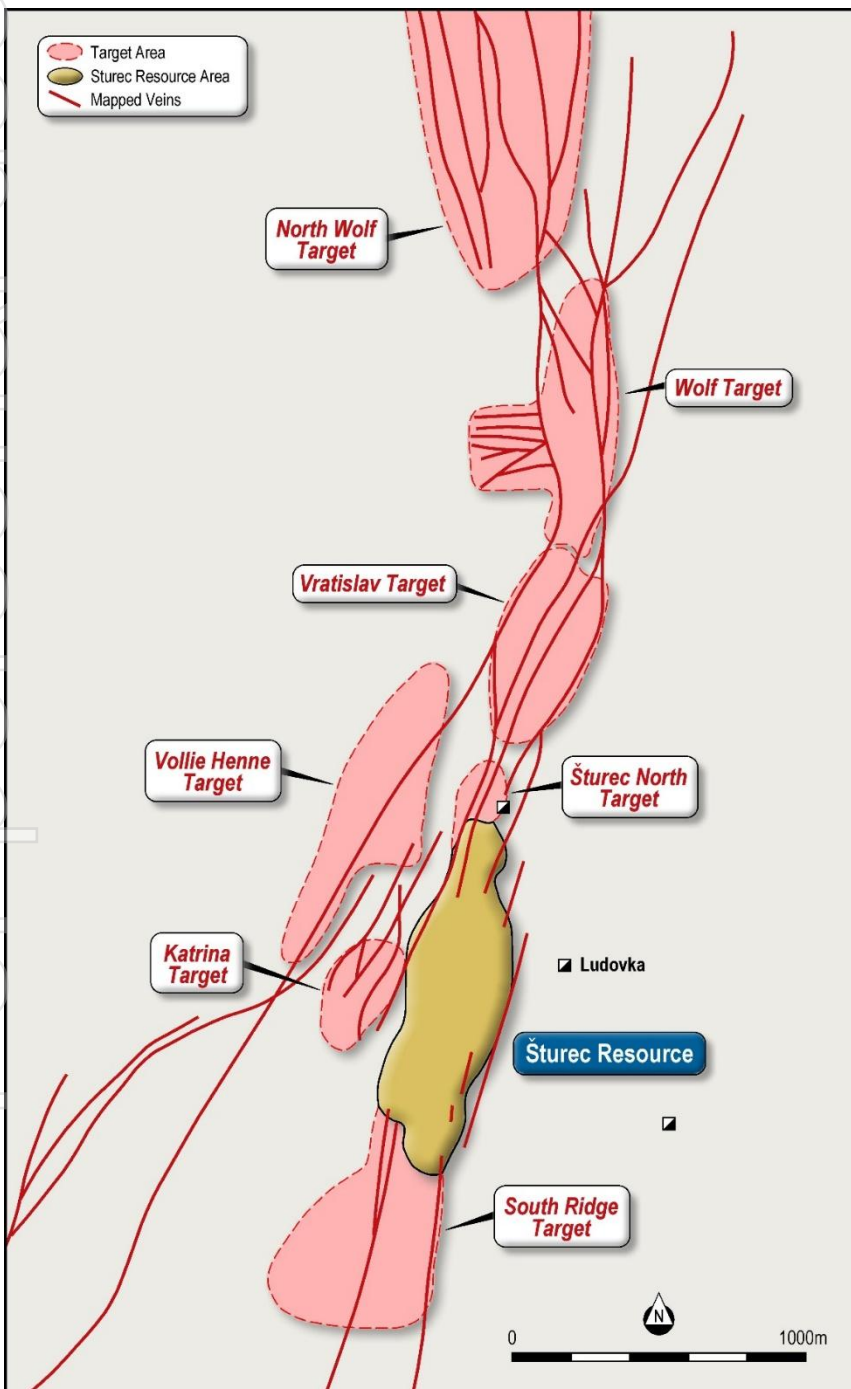 Target Area
Sturec Resource Area
Mapped Veins
North Wolf
Target
Wolf Target
Vratislav Target
Vollie Henne
Target
Šturec North
Target
Katrina
Target
Ludovka
Šturec Resource
South Ridge
Target
N
0
1000m